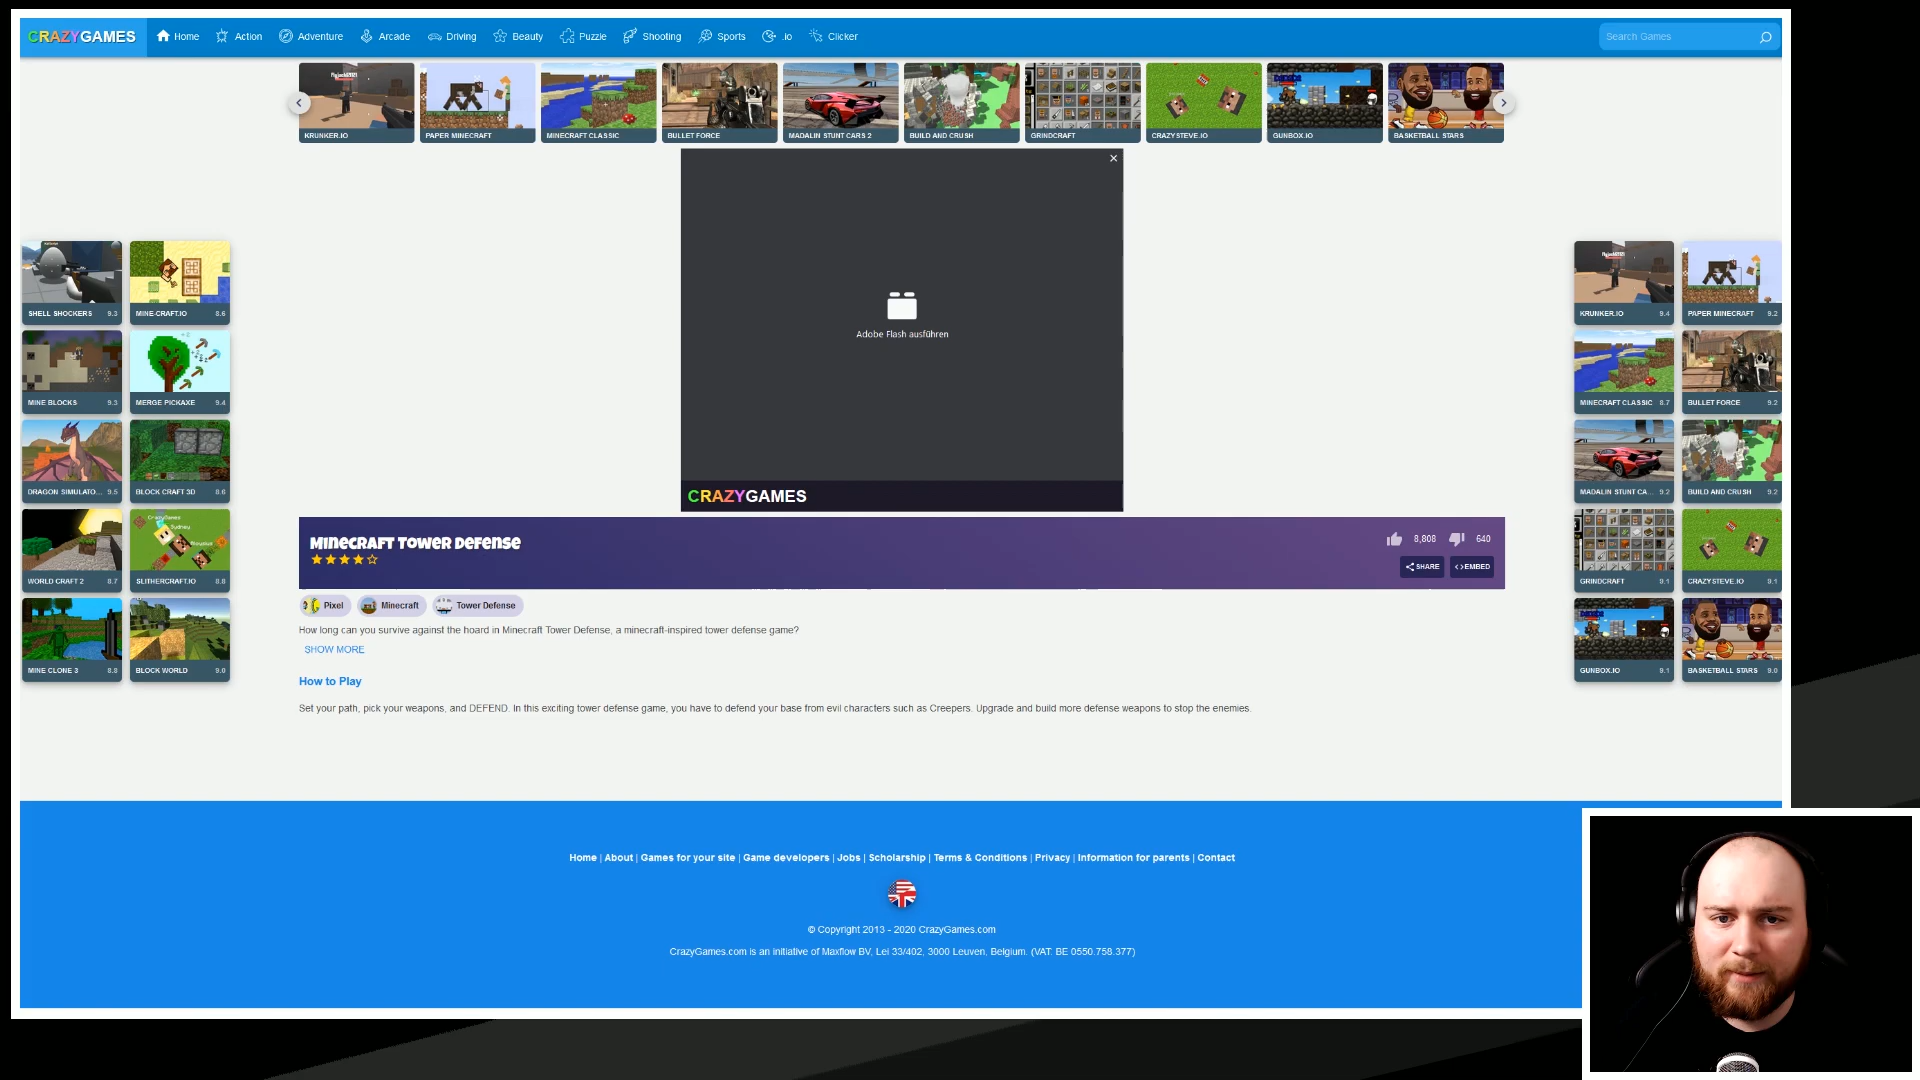 CRAZYGAMES
Home
Action
Adventure
Arcade
Driving
Beauty
Puzzle
Shooting
Sports
.io
Clicker
Search Games
KRUNKER.IO
PAPER MINECRAFT
MINECRAFT CLASSIC
BULLET FORCE
MADALIN STUNT CARS 2
BUILD AND CRUSH
GRINDCRAFT
CRAZYSTEVE.IO
GUNBOX.IO
BASKETBALL STARS
Adobe Flash ausführen
CRAZYGAMES
SHELL SHOCKERS 9.3
MINE-CRAFT.IO 8.6
MINE BLOCKS 9.3
MERGE PICKAXE 9.4
DRAGON SIMULATO... 9.5
BLOCK CRAFT 3D 8.6
WORLD CRAFT 2 8.7
SLITHERCRAFT.IO 8.8
MINE CLONE 3 8.8
BLOCK WORLD 9.0
KRUNKER.IO 9.4
PAPER MINECRAFT 9.2
MINECRAFT CLASSIC 8.7
BULLET FORCE 9.2
MADALIN STUNT CA... 9.2
BUILD AND CRUSH 9.2
GRINDCRAFT 9.1
CRAZYSTEVE.IO 9.1
GUNBOX.IO 9.1
BASKETBALL STARS 9.0
Minecraft Tower Defense
8,808
640
SHARE
<>EMBED
Pixel
Minecraft
Tower Defense
How long can you survive against the hoard in Minecraft Tower Defense, a minecraft-inspired tower defense game?
SHOW MORE
How to Play
Set your path, pick your weapons, and DEFEND. In this exciting tower defense game, you have to defend your base from evil characters such as Creepers. Upgrade and build more defense weapons to stop the enemies.
Home | About | Games for your site | Game developers | Jobs | Scholarship | Terms & Conditions | Privacy | Information for parents | Contact
© Copyright 2013 - 2020 CrazyGames.com
CrazyGames.com is an initiative of Maxflow BV, Lei 33/402, 3000 Leuven, Belgium. (VAT: BE 0550.758.377)